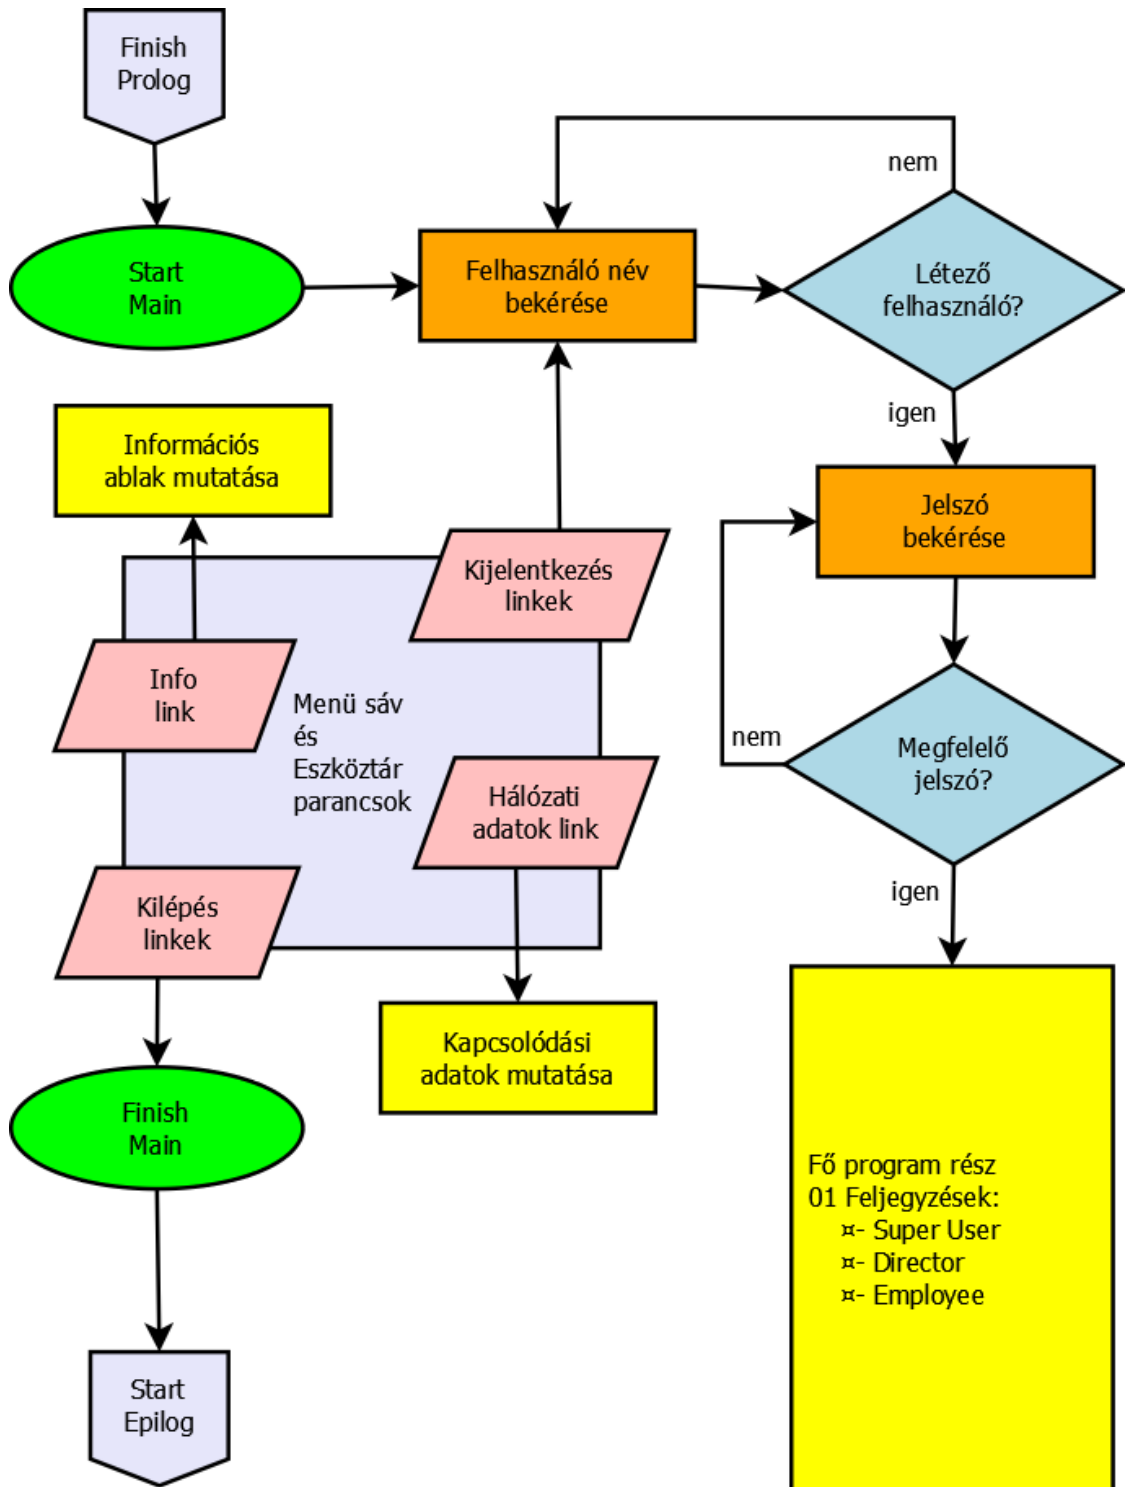 Finish
Prolog
Start
Main
Felhasználó név
bekérése
nem
Létező
felhasználó?
igen
Jelszó
bekérése
nem
Megfelelő
jelszó?
igen
Információs
ablak mutatása
Kijelentkezés
linkek
Info
link
Menü sáv
és
Eszköztár
parancsok
Hálózati
adatok link
Kilépés
linkek
Kapcsolódási
adatok mutatása
Finish
Main
Fő program rész
01 Feljegyzések:
¤- Super User
¤- Director
¤- Employee
Start
Epilog